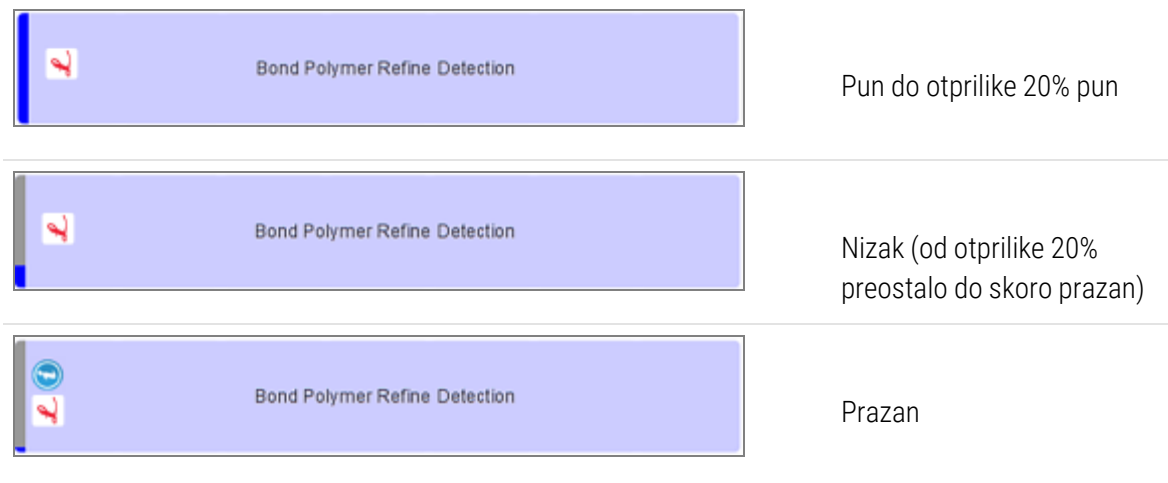 Bond Polymer Refine Detection
Pun do otprilike 20% pun
Bond Polymer Refine Detection
Nizak (od otprilike 20%
preostalo do skoro prazan)
Bond Polymer Refine Detection
Prazan